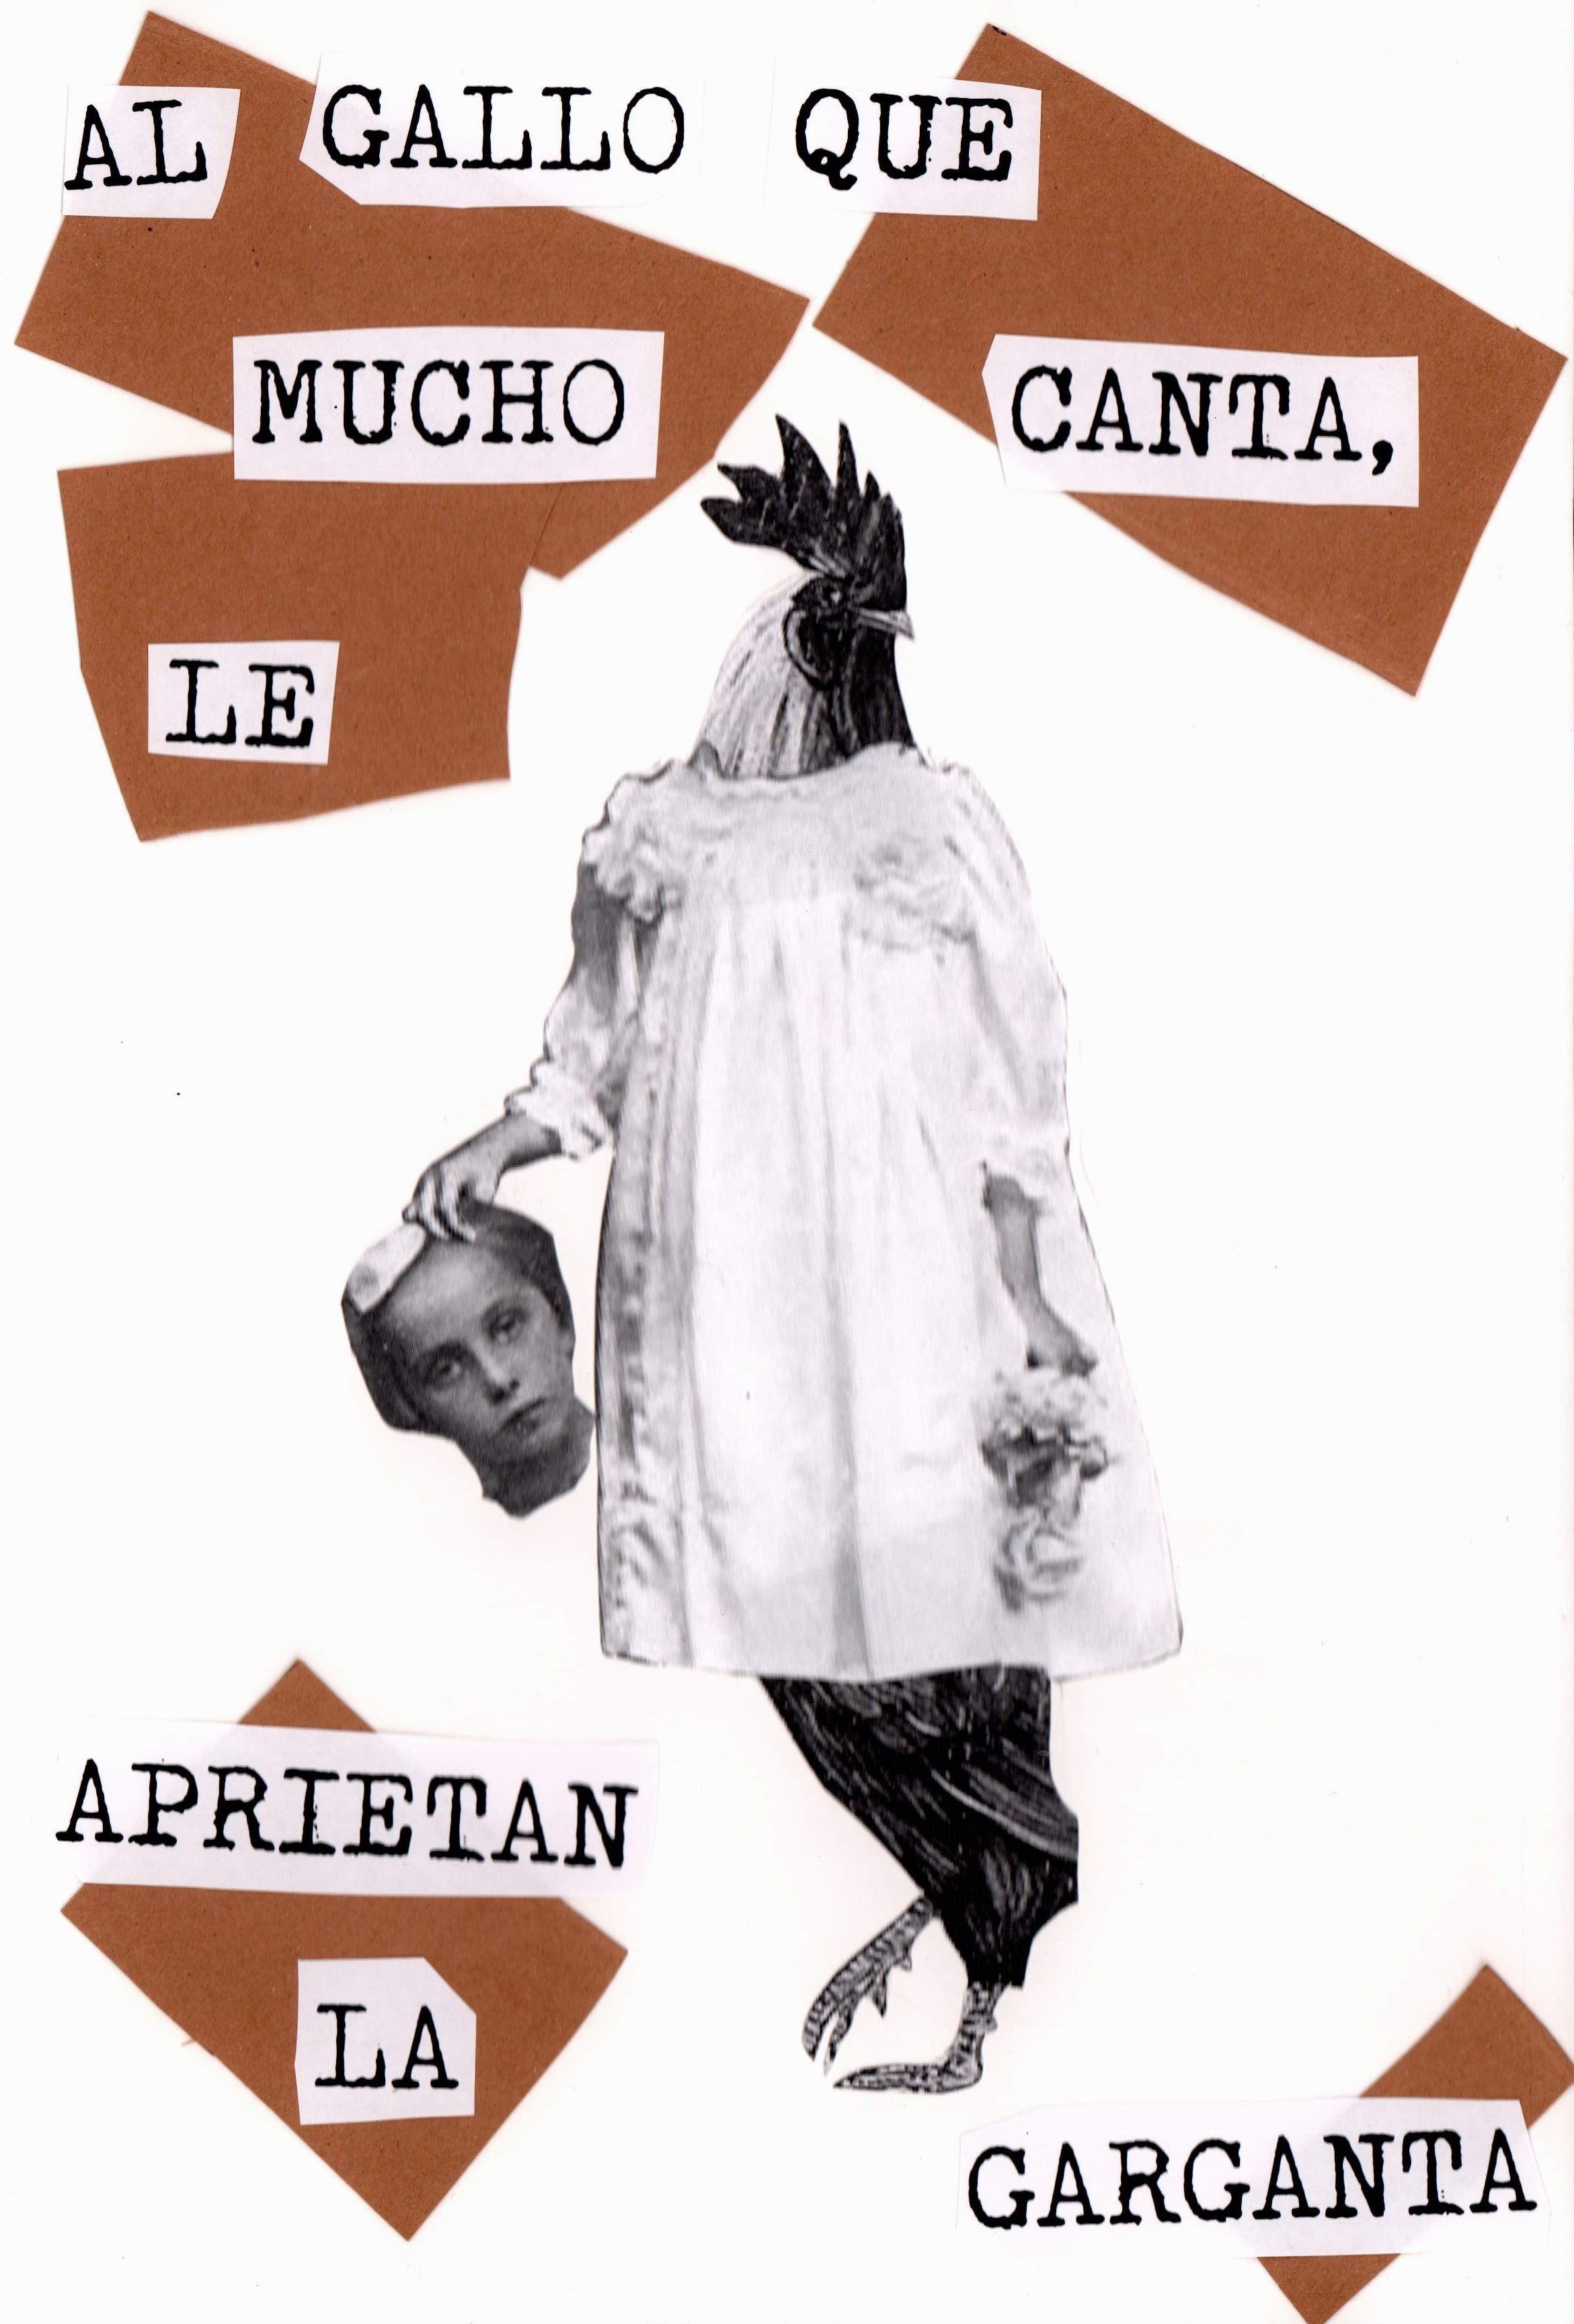 AL GALLO QUE
MUCHO CANTA,
LE
APRIETAN
LA
GARGANTA